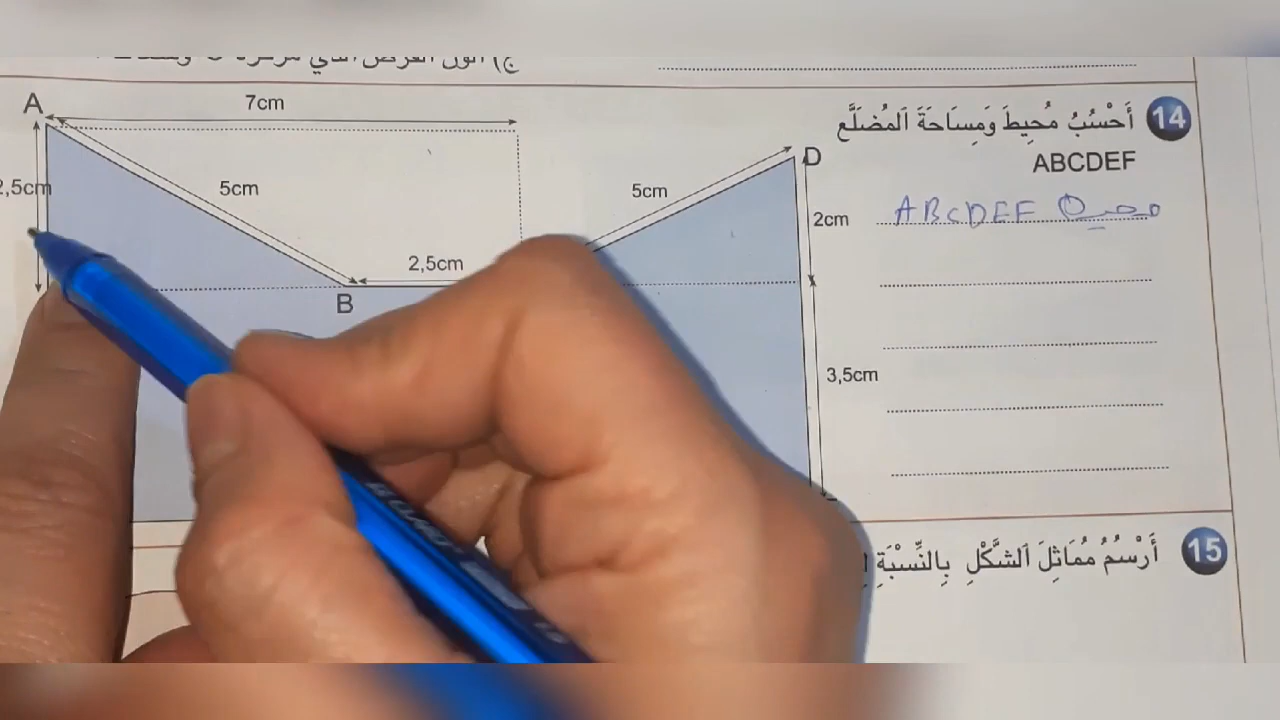 14 أَحْسُبُ مُحِيطَ وَمِسَاحَةَ اَلمُضَلَّع
ABCDEF
محيط ABCDEF
A
7cm
5cm
2,5cm
2,5cm
B
5cm
D
2cm
3,5cm
15 أَرْسُمُ مُمَاثِلَ اَلشَّكْلِ بِالنِّسْبَةِ